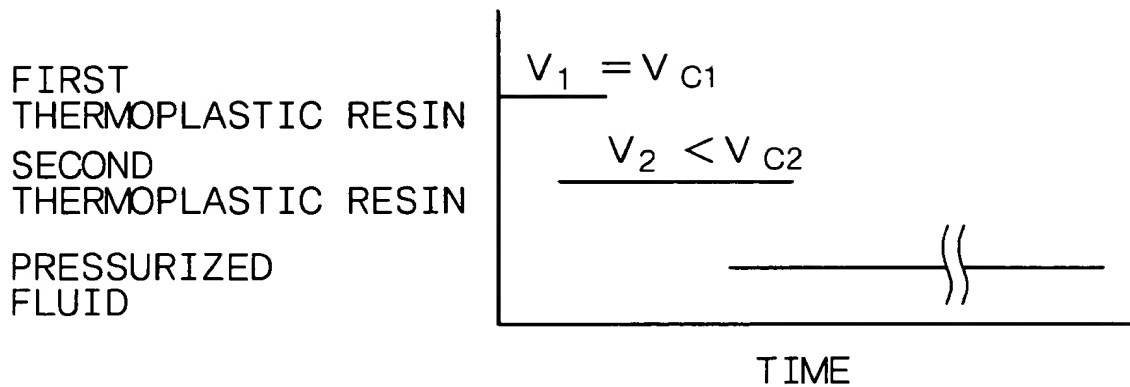 FIRST
THERMOPLASTIC RESIN
V1 = VC1
SECOND
THERMOPLASTIC RESIN
V2 < VC2
PRESSURIZED
FLUID
TIME